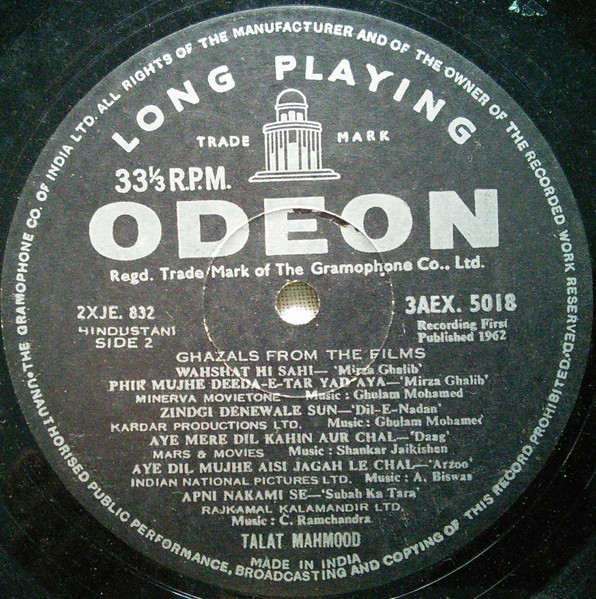 THE GRAMOPHONE CO. OF INDIA LTD. ALL RIGHTS OF THE MANUFACTURER AND OF THE OWNER OF THE RECORDED WORK RESERVED.
UNAUTHORISED PUBLIC PERFORMANCE, BROADCASTING AND COPYING OF THIS RECORD PROHIBITED.
LONG PLAYING
TRADE MARK
33⅓ R.P.M.
ODEON
Regd. Trade Mark of The Gramophone Co., Ltd.
2XJE. 832 3AEX. 5018
HINDUSTANI Recording First
SIDE 2 Published 1962
GHAZALS FROM THE FILMS
WAHSHAT HI SAHI—'Mirza Ghalib'
PHIR MUJHE DEEDA-E-TAR YAD AYA—'Mirza Ghalib'
MINERVA MOVIETONE Music : Ghulam Mohamed
ZINDGI DENEWALE SUN—'Dil-E-Nadan'
KARDAR PRODUCTIONS LTD. Music : Ghulam Mohamed
AYE MERE DIL KAHIN AUR CHAL—'Daag'
MARS & MOVIES Music : Shankar Jaikishen
AYE DIL MUJHE AISI JAGAH LE CHAL—'Arzoo'
INDIAN NATIONAL PICTURES LTD. Music : A. Biswas
APNI NAKAMI SE—'Subah Ka Tara'
RAJKAMAL KALAMANDIR LTD.
Music : C. Ramchandra
TALAT MAHMOOD
MADE IN INDIA